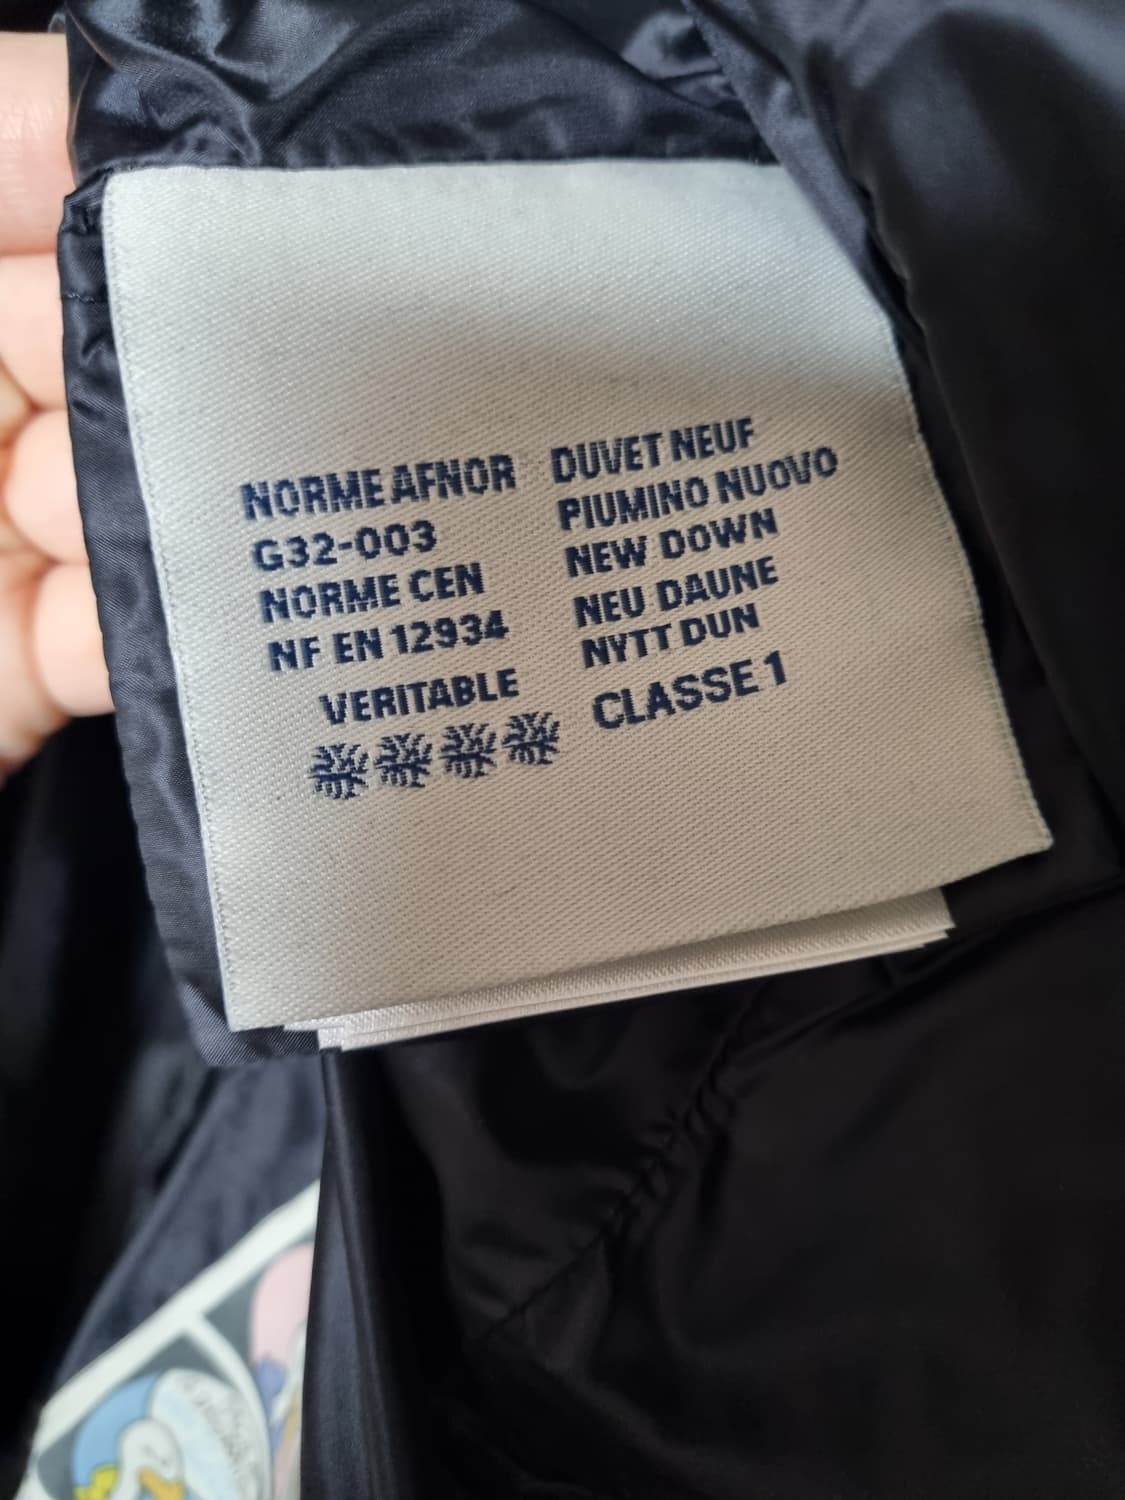 NORME AFNOR
G32-003
NORME CEN
NF EN 12934
VERITABLE
DUVET NEUF
PIUMINO NUOVO
NEW DOWN
NEU DAUNE
NYTT DUN
CLASSE 1